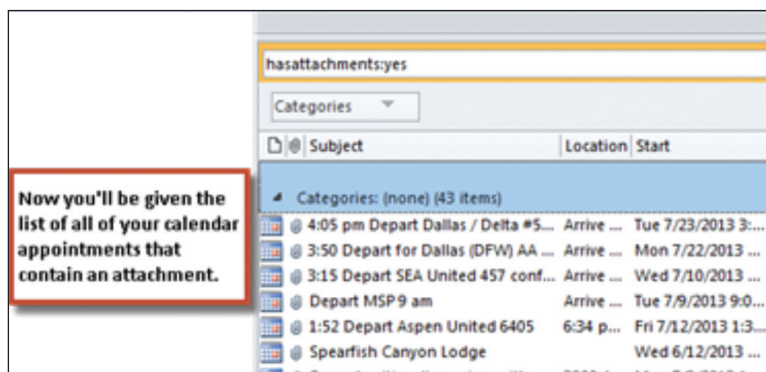 hasattachments:yes
Categories
Subject Location Start
Now you'll be given the
list of all of your calendar
appointments that
contain an attachment.
Categories: (none) (43 items)
4:05 pm Depart Dallas / Delta #5... Arrive ... Tue 7/23/2013 3:...
3:50 Depart for Dallas (DFW) AA ... Arrive ... Mon 7/22/2013 ...
3:15 Depart SEA United 457 conf... Arrive ... Wed 7/10/2013 ...
Depart MSP 9 am Arrive ... Tue 7/9/2013 9:0...
1:52 Depart Aspen United 6405 6:34 p... Fri 7/12/2013 1:3...
Spearfish Canyon Lodge Wed 6/12/2013 ...